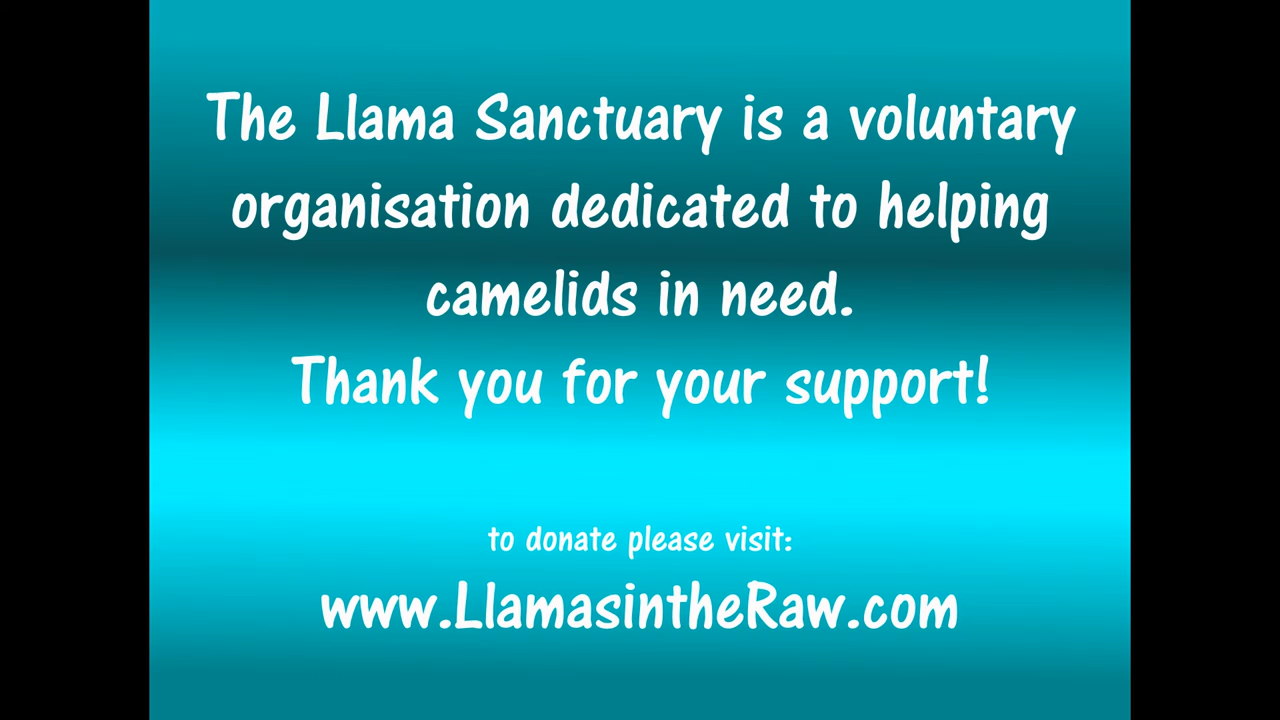 The Llama Sanctuary is a voluntary
organisation dedicated to helping
camelids in need.
Thank you for your support!
to donate please visit:
www.LlamasintheRaw.com